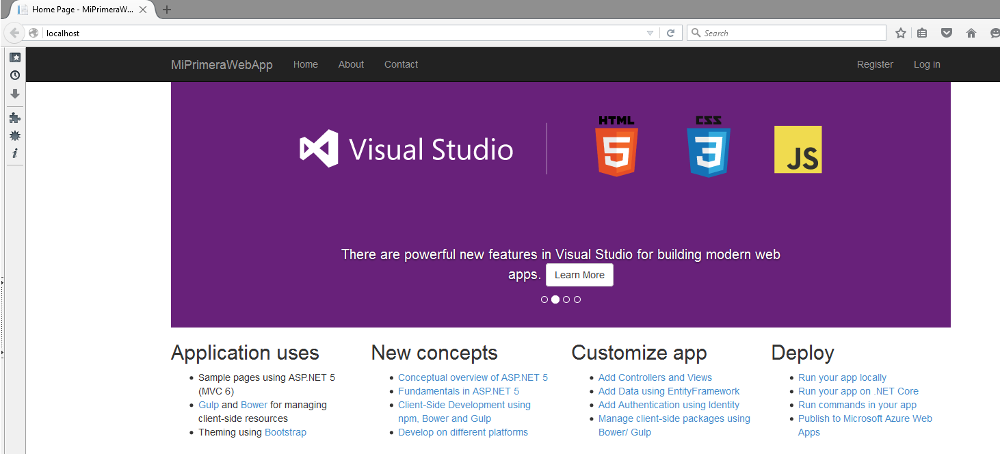 Home Page - MiPrimeraW...
localhost
Search
MiPrimeraWebApp Home About Contact Register Log in
Visual Studio
HTML
5
CSS
3
JS
There are powerful new features in Visual Studio for building modern web
apps. Learn More
Application uses
Sample pages using ASP.NET 5
(MVC 6)
Gulp and Bower for managing
client-side resources
Theming using Bootstrap
New concepts
Conceptual overview of ASP.NET 5
Fundamentals in ASP.NET 5
Client-Side Development using
npm, Bower and Gulp
Develop on different platforms
Customize app
Add Controllers and Views
Add Data using EntityFramework
Add Authentication using Identity
Manage client-side packages using
Bower/ Gulp
Deploy
Run your app locally
Run your app on .NET Core
Run commands in your app
Publish to Microsoft Azure Web
Apps